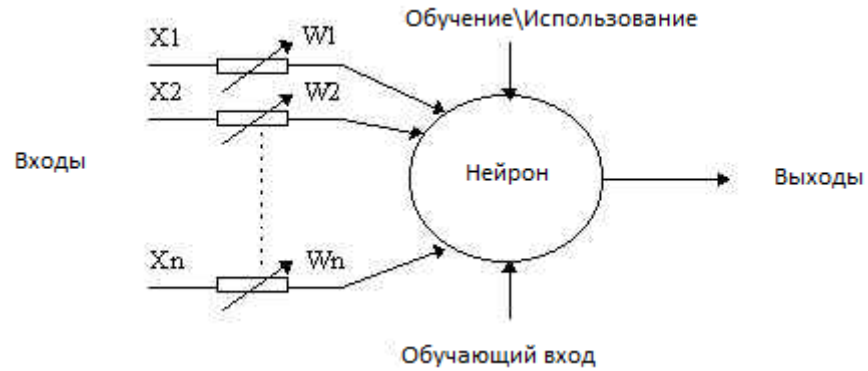 Обучение\Использование
X1 W1
X2 W2
Входы
Нейрон
Выходы
Xn Wn
Обучающий вход